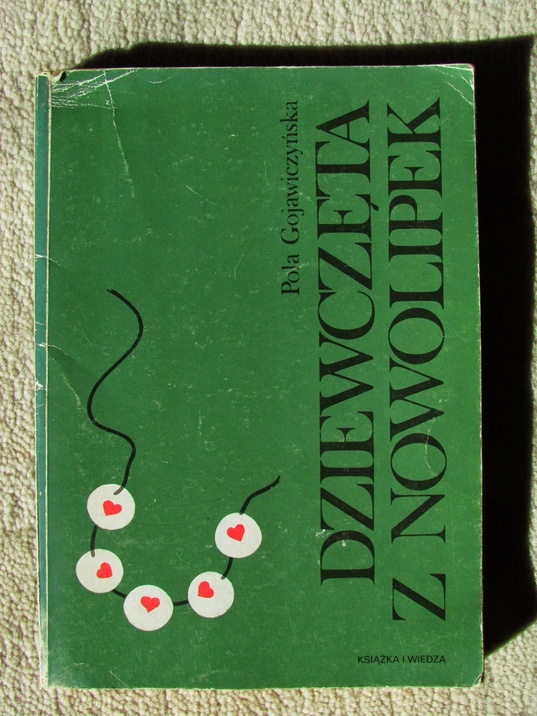 Pola Gojawiczyńska
DZIEWCZĘTA
Z NOWOLIPEK
KSIĄŻKA I WIEDZA